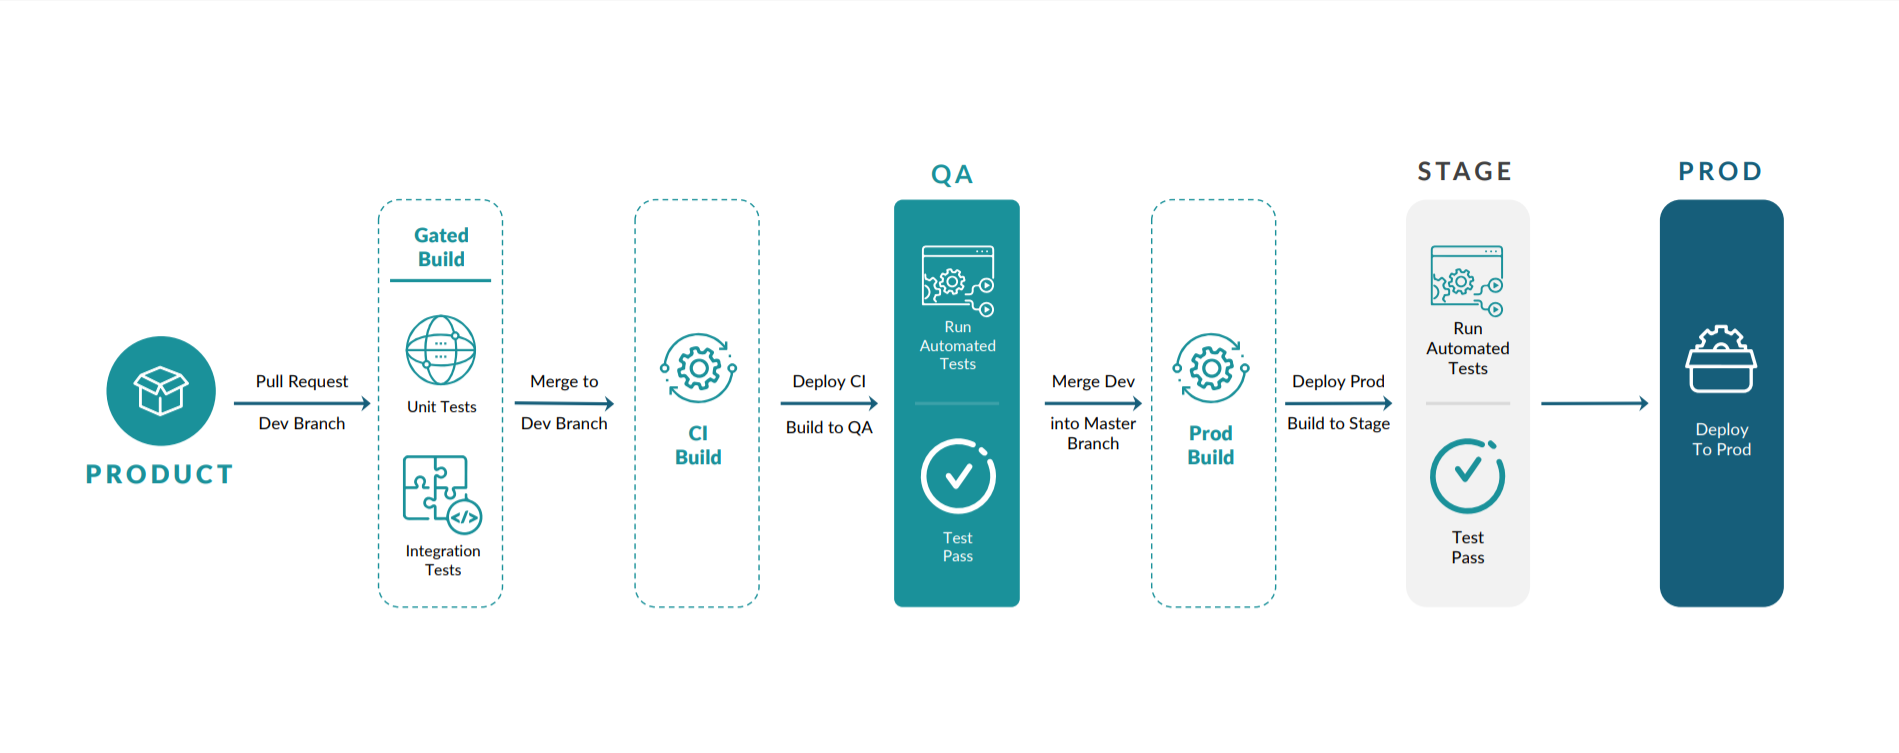 PRODUCT
Pull Request
Dev Branch
Gated
Build
Unit Tests
</>
Integration
Tests
Merge to
Dev Branch
CI
Build
Deploy CI
Build to QA
QA
Run
Automated
Tests
Test
Pass
Merge Dev
into Master
Branch
Prod
Build
Deploy Prod
Build to Stage
STAGE
Run
Automated
Tests
Test
Pass
PROD
Deploy
To Prod